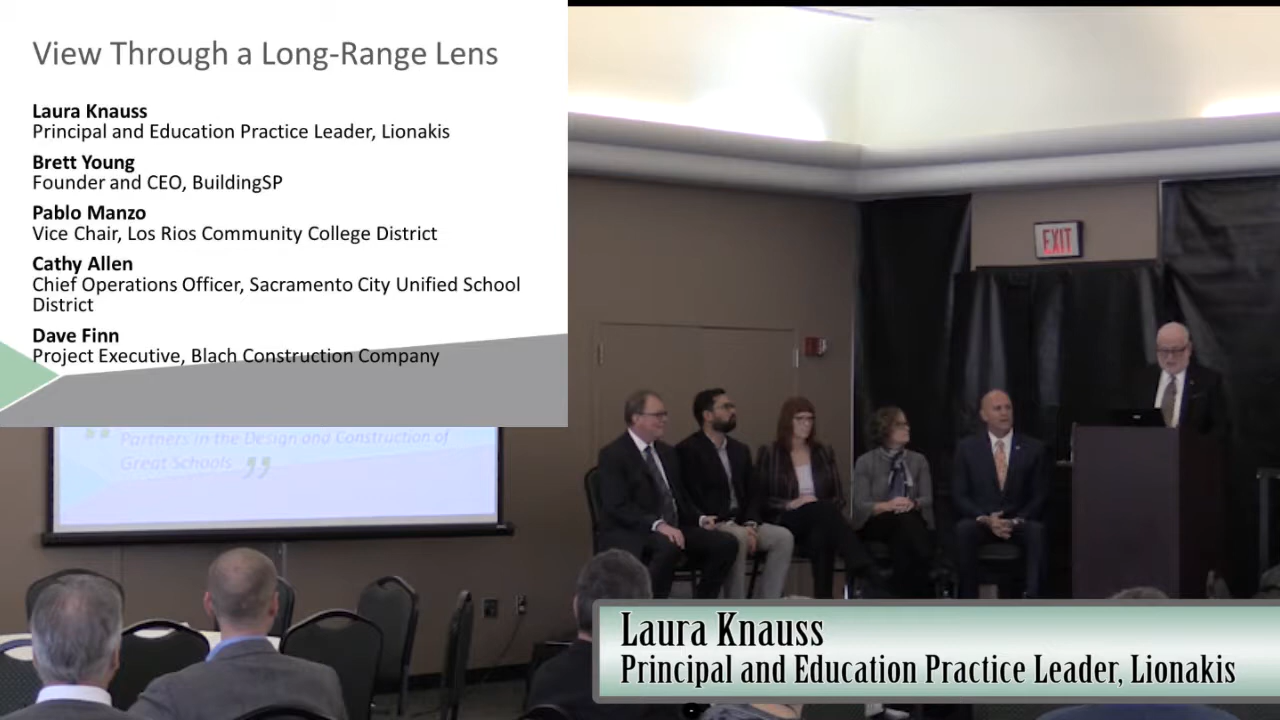 View Through a Long-Range Lens
Laura Knauss
Principal and Education Practice Leader, Lionakis
Brett Young
Founder and CEO, BuildingSP
Pablo Manzo
Vice Chair, Los Rios Community College District
Cathy Allen
Chief Operations Officer, Sacramento City Unified School
District
Dave Finn
Project Executive, Blach Construction Company
“ Partners in the Design and Construction of
Great Schools ”
EXIT
Laura Knauss
Principal and Education Practice Leader, Lionakis